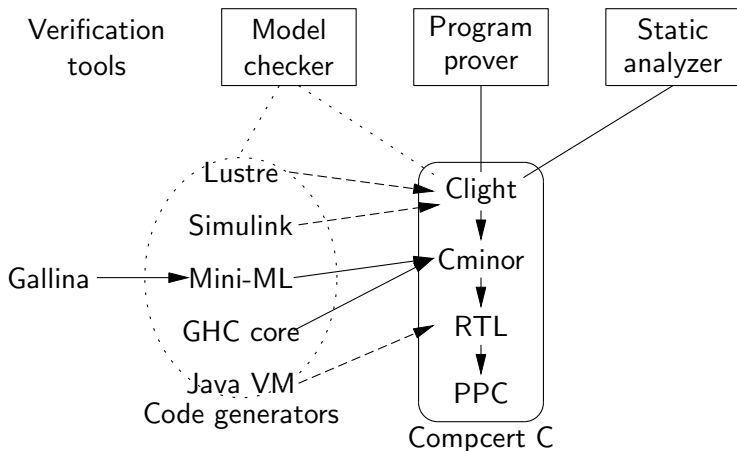 Verification
tools
Model
checker
Program
prover
Static
analyzer
Lustre
Simulink
Gallina
Mini-ML
GHC core
Java VM
Code generators
Clight
Cminor
RTL
PPC
Compcert C